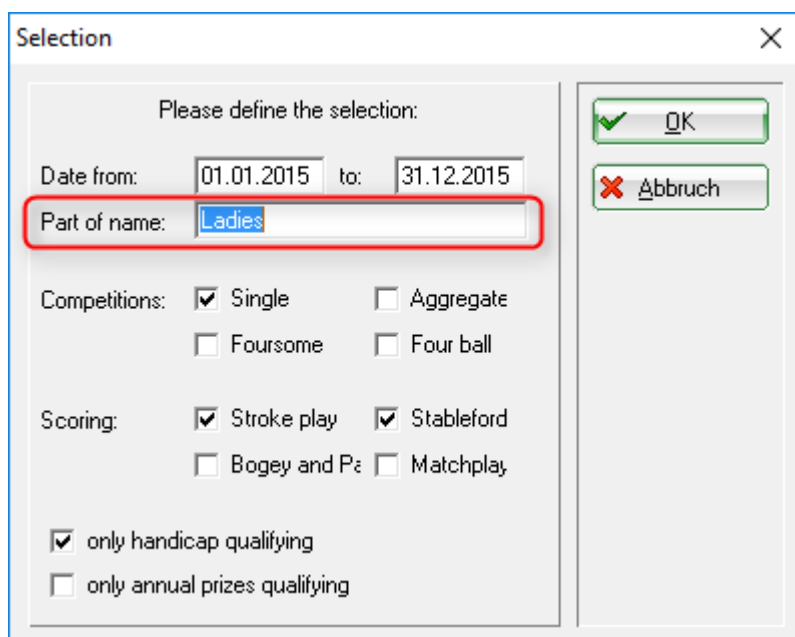 Selection
Please define the selection:
Date from: 01.01.2015 to: 31.12.2015
Part of name: Ladies
Competitions: Single Aggregate
Foursome Four ball
Scoring: Stroke play Stableford
Bogey and Pa Matchplay
only handicap qualifying
only annual prizes qualifying
OK
Abbruch